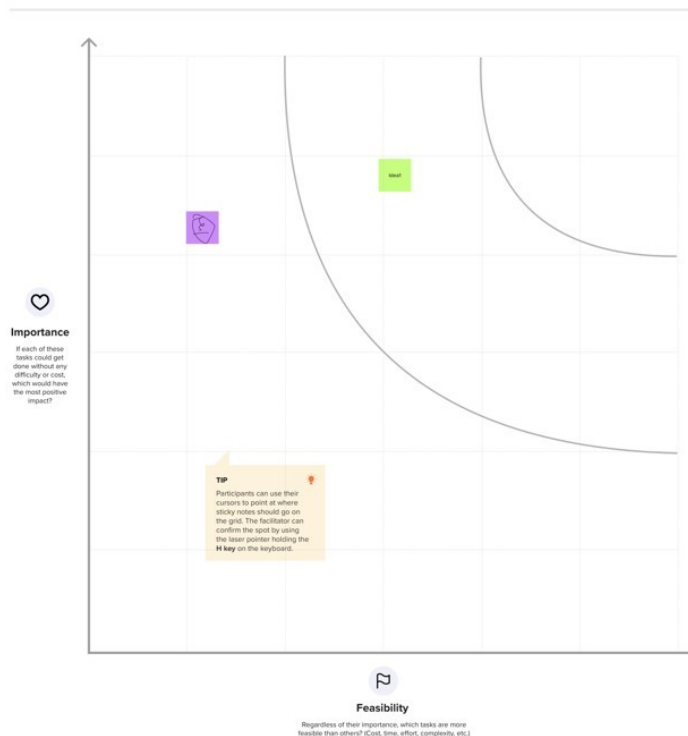 Idea!!
Importance
If each of these
tasks could get
done without any
difficulty or cost,
which would have
the most positive
impact?
TIP
Participants can use their
cursors to point at where
sticky notes should go on
the grid. The facilitator can
confirm the spot by using
the laser pointer holding the
H key on the keyboard.
Feasibility
Regardless of their importance, which tasks are more
feasible than others? (Cost, time, effort, complexity, etc.)